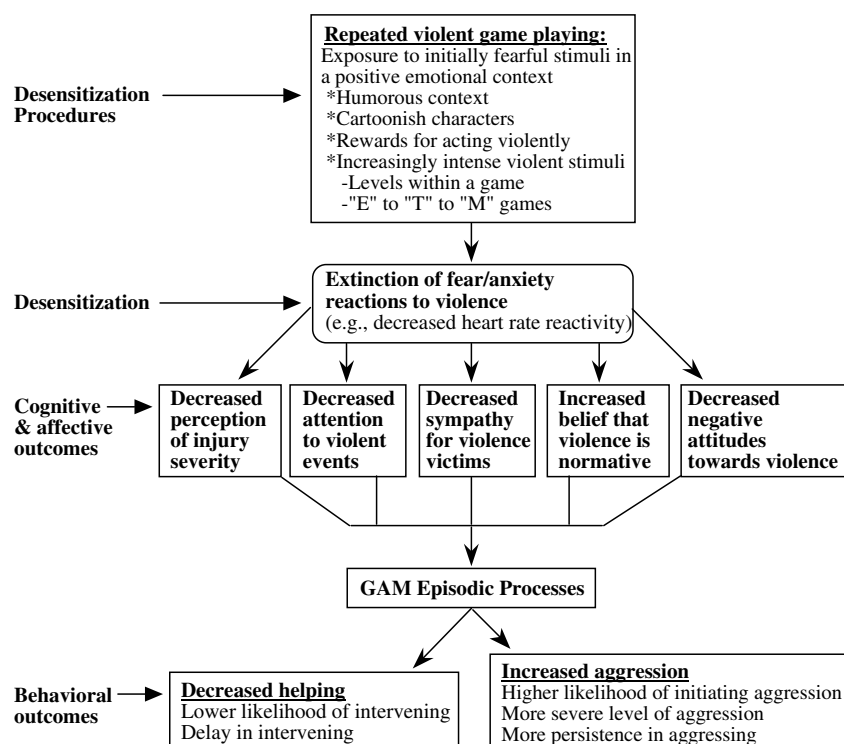 Repeated violent game playing:
Exposure to initially fearful stimuli in
a positive emotional context
*Humorous context
*Cartoonish characters
*Rewards for acting violently
*Increasingly intense violent stimuli
-Levels within a game
-"E" to "T" to "M" games
Desensitization
Procedures
Extinction of fear/anxiety
reactions to violence
(e.g., decreased heart rate reactivity)
Desensitization
Cognitive
& affective
outcomes
Decreased
perception
of injury
severity
Decreased
attention
to violent
events
Decreased
sympathy
for violence
victims
Increased
belief that
violence is
normative
Decreased
negative
attitudes
towards violence
GAM Episodic Processes
Behavioral
outcomes
Decreased helping
Lower likelihood of intervening
Delay in intervening
Increased aggression
Higher likelihood of initiating aggression
More severe level of aggression
More persistence in aggressing